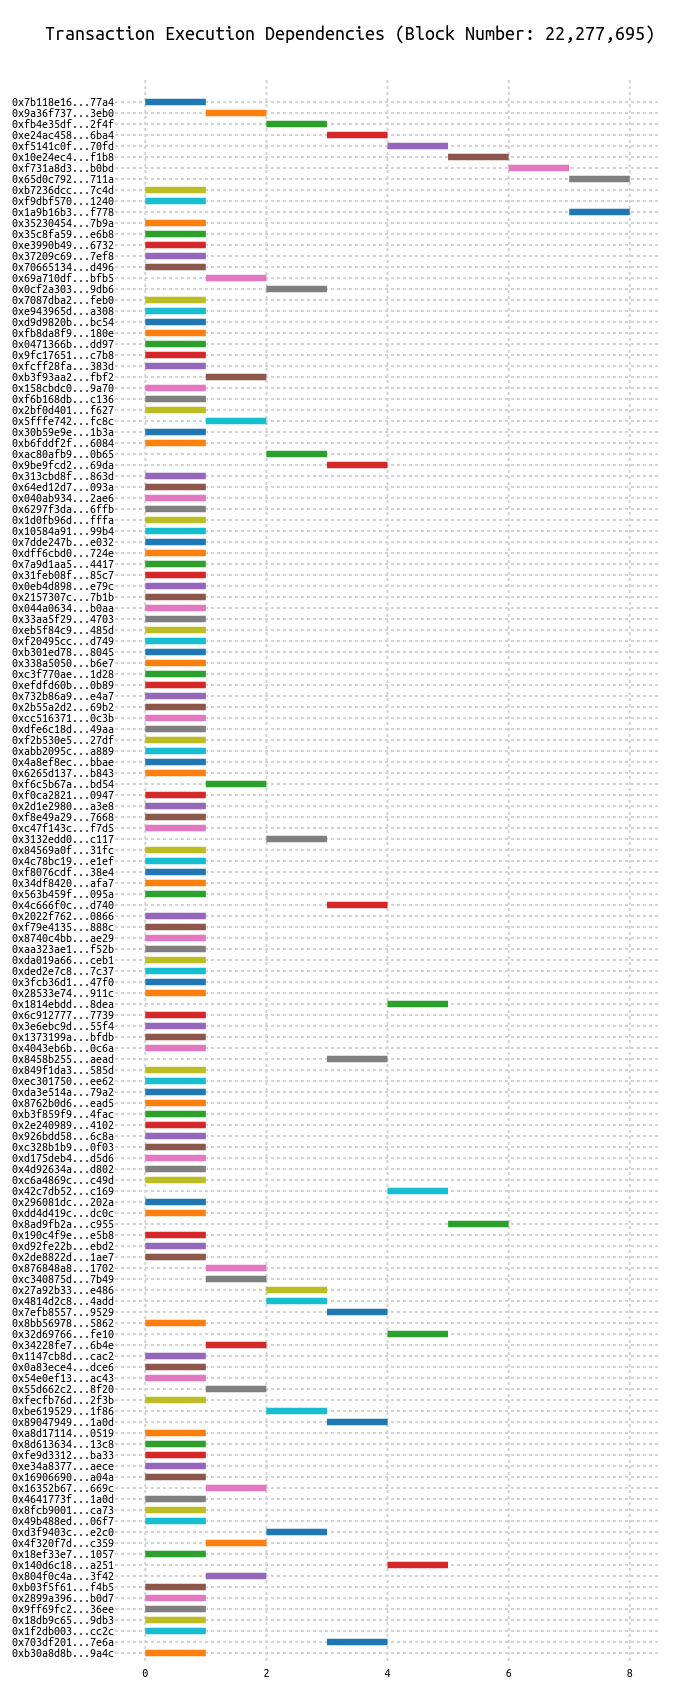 Transaction Execution Dependencies (Block Number: 22,277,695)
0x7b118e16...77a4
0x9a36f737...3eb0
0xfb4e35df...2f4f
0xe24ac458...6ba4
0xf5141c0f...70fd
0x10e24ec4...f1b8
0xf731a8d3...b0bd
0x65d0c792...711a
0xb7236dcc...7c4d
0xf9dbf570...1240
0x1a9b16b3...f778
0x35230454...7b9a
0x35c8fa59...e6b8
0xe3990b49...6732
0x37209c69...7ef8
0x70665134...d496
0x69a710df...bfb5
0x0cf2a303...9db6
0x7087dba2...feb0
0xe943965d...a308
0xd9d9820b...bc54
0xfb8da8f9...180e
0x0471366b...dd97
0x9fc17651...c7b8
0xfcff28fa...383d
0xb3f93aa2...fbf2
0x158cbdc0...9a70
0xf6b168db...c136
0x2bf0d401...f627
0x5fffe742...fc8c
0x30b59e9e...1b3a
0xb6fddf2f...6084
0xac80afb9...0b65
0x9be9fcd2...69da
0x313cbd8f...863d
0x64ed12d7...093a
0x040ab934...2ae6
0x6297f3da...6ffb
0x1d0fb96d...fffa
0x10584a91...99b4
0x7dde247b...e032
0xdff6cbd0...724e
0x7a9d1aa5...4417
0x31feb08f...85c7
0x0eb4d898...e79c
0x2157307c...7b1b
0x044a0634...b0aa
0x33aa5f29...4703
0xeb5f84c9...485d
0xf20495cc...d749
0xb301ed78...8045
0x338a5050...b6e7
0xc3f770ae...1d28
0xefdfd60b...0b89
0x732b86a9...e4a7
0x2b55a2d2...69b2
0xcc516371...0c3b
0xdfe6c18d...49aa
0xf2b530e5...27df
0xabb2095c...a889
0x4a8ef8ec...bbae
0x6265d137...b843
0xf6c5b67a...bd54
0xf0ca2821...0947
0x2d1e2980...a3e8
0xf8e49a29...7668
0xc47f143c...f7d5
0x3132edd0...c117
0x84569a0f...31fc
0x4c78bc19...e1ef
0xf8076cdf...38e4
0x34df8420...afa7
0x563b459f...095a
0x4c666f0c...d740
0x2022f762...0866
0xf79e4135...888c
0x8740c4bb...ae29
0xaa323ae1...f52b
0xda019a66...ceb1
0xded2e7c8...7c37
0x3fcb36d1...47f0
0x28533e74...911c
0x1814ebdd...8dea
0x6c912777...7739
0x3e6ebc9d...55f4
0x1373199a...bfdb
0x4043eb6b...0c6a
0x8458b255...aead
0x849f1da3...585d
0xec301750...ee62
0xda3e514a...79a2
0x8762b0d6...ead5
0xb3f859f9...4fac
0x2e240989...4102
0x926bdd58...6c8a
0xc328b1b9...0f03
0xd175deb4...d5d6
0x4d92634a...d802
0xc6a4869c...c49d
0x42c7db52...c169
0x296081dc...202a
0xdd4d419c...dc0c
0x8ad9fb2a...c955
0x190c4f9e...e5b8
0xd92fe22b...ebd2
0x2de8822d...1ae7
0x876848a8...1702
0xc340875d...7b49
0x27a92b33...e486
0x4814d2c8...4add
0x7efb8557...9529
0x8bb56978...5862
0x32d69766...fe10
0x34228fe7...6b4e
0x1147cb8d...cac2
0x0a83ece4...dce6
0x54e0ef13...ac43
0x55d662c2...8f20
0xfecfb76d...2f3b
0xbe619529...1f86
0x89047949...1a0d
0xa8d17114...0519
0x8d613634...13c8
0xfe9d3312...ba33
0xe34a8377...aece
0x16906690...a04a
0x16352b67...669c
0x4641773f...1a0d
0x8fcb9001...ca73
0x49b488ed...06f7
0xd3f9403c...e2c0
0x4f320f7d...c359
0x18ef33e7...1057
0x140d6c18...a251
0x804f0c4a...3f42
0xb03f5f61...f4b5
0x2899a396...b0d7
0x9ff69fc2...36ee
0x18db9c65...9db3
0x1f2db003...cc2c
0x703df201...7e6a
0xb30a8d8b...9a4c
0 2 4 6 8